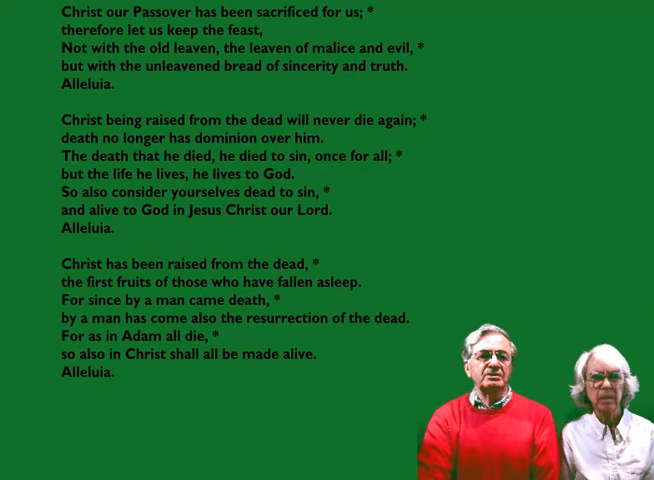 Christ our Passover has been sacrificed for us; *
therefore let us keep the feast,
Not with the old leaven, the leaven of malice and evil, *
but with the unleavened bread of sincerity and truth.
Alleluia.
Christ being raised from the dead will never die again; *
death no longer has dominion over him.
The death that he died, he died to sin, once for all; *
but the life he lives, he lives to God.
So also consider yourselves dead to sin, *
and alive to God in Jesus Christ our Lord.
Alleluia.
Christ has been raised from the dead, *
the first fruits of those who have fallen asleep.
For since by a man came death, *
by a man has come also the resurrection of the dead.
For as in Adam all die, *
so also in Christ shall all be made alive.
Alleluia.